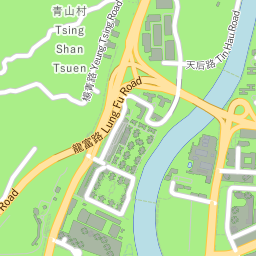 青山村
Tsing
Shan
Tsuen
楊青路 Yeung Tsing Road
天后路 Tin Hau Road
龍富路 Lung Fu Road
Road